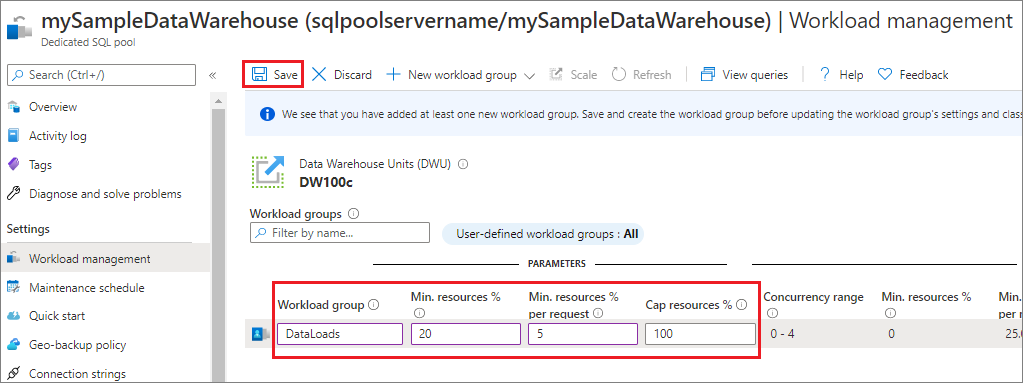 mySampleDataWarehouse (sqlpoolservername/mySampleDataWarehouse) | Workload management
Dedicated SQL pool
Search (Ctrl+/)
«
Save
Discard
New workload group
Scale
Refresh
View queries
Help
Feedback
Overview
Activity log
Tags
Diagnose and solve problems
Settings
Workload management
Maintenance schedule
Quick start
Geo-backup policy
Connection strings
We see that you have added at least one new workload group. Save and create the workload group before updating the workload group's settings and class
Data Warehouse Units (DWU)
DW100c
Workload groups
Filter by name...
User-defined workload groups : All
PARAMETERS
Workload group
Min. resources %
Min. resources %
per request
Cap resources %
Concurrency range
Min. resources %
Min. r
per re
DataLoads
20
5
100
0 - 4
0
25.0